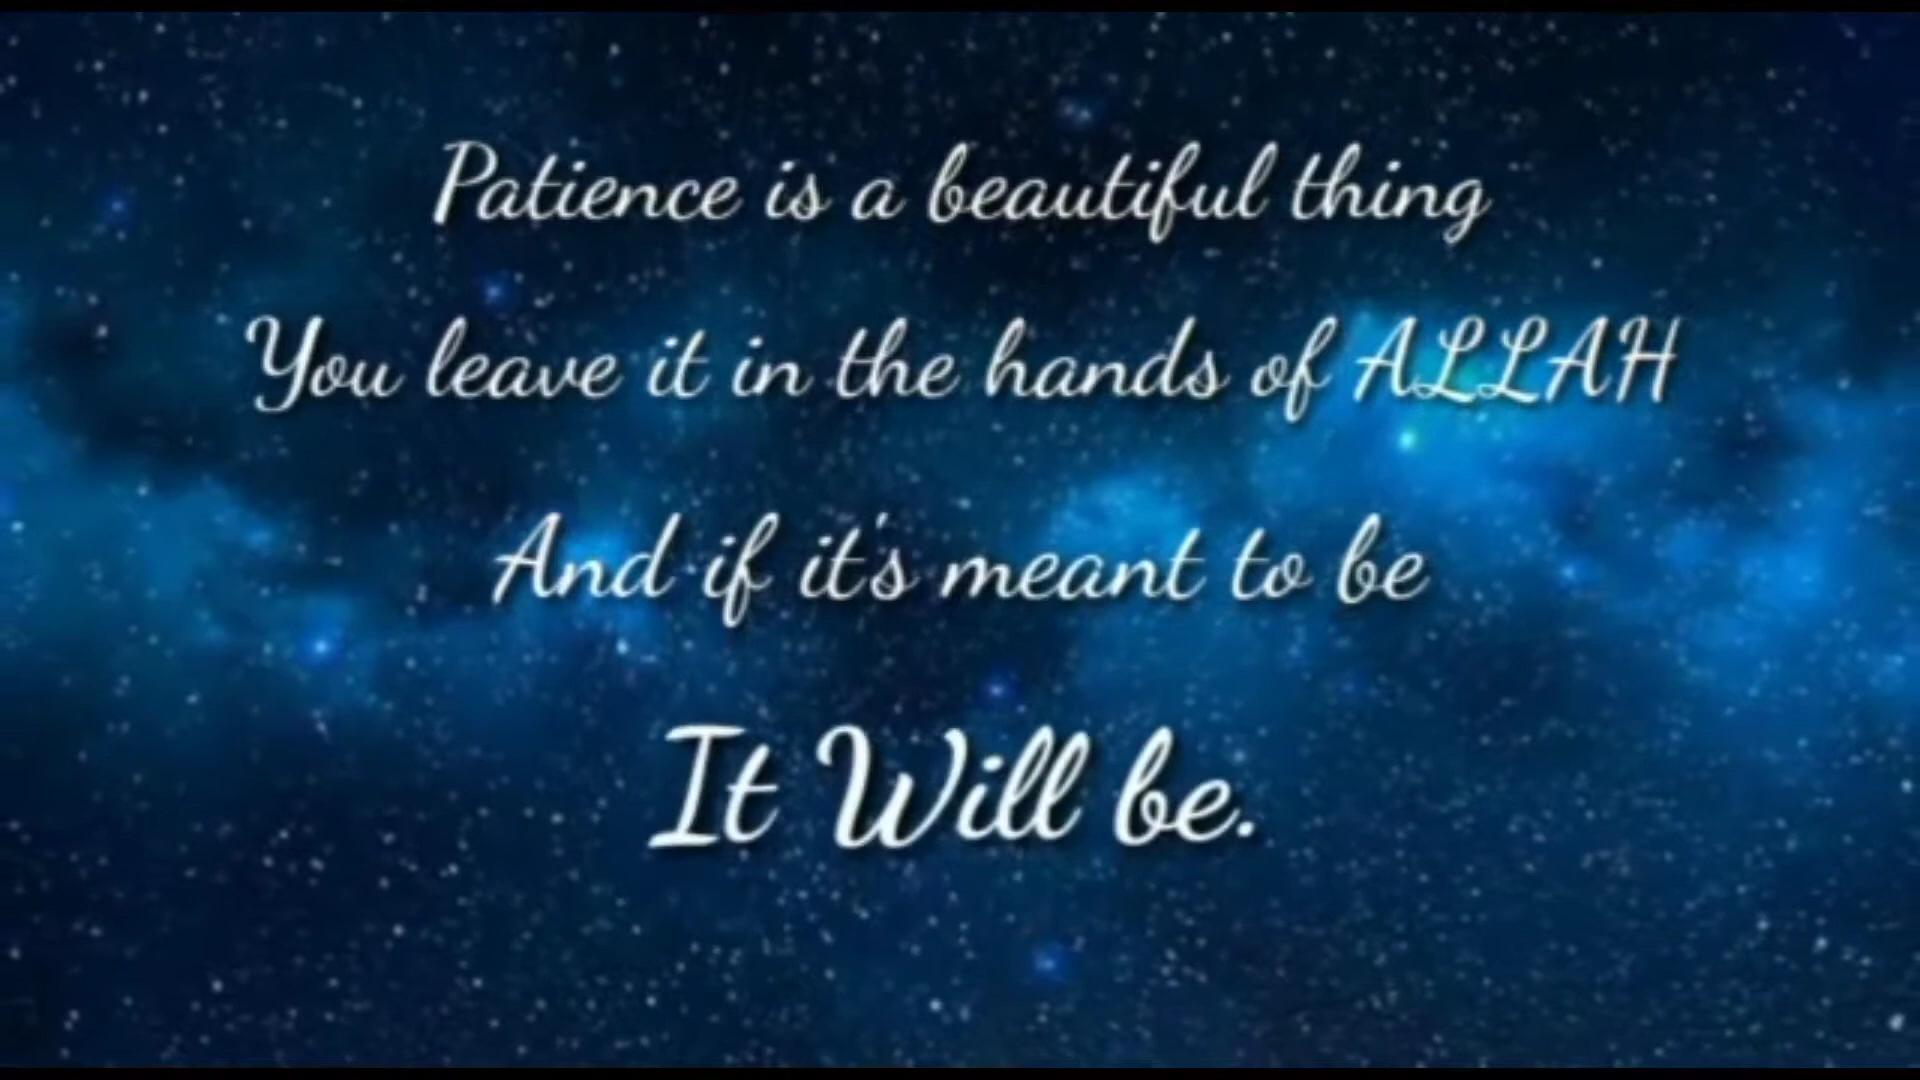 Patience is a beautiful thing
You leave it in the hands of ALLAH
And if it's meant to be
It Will be.